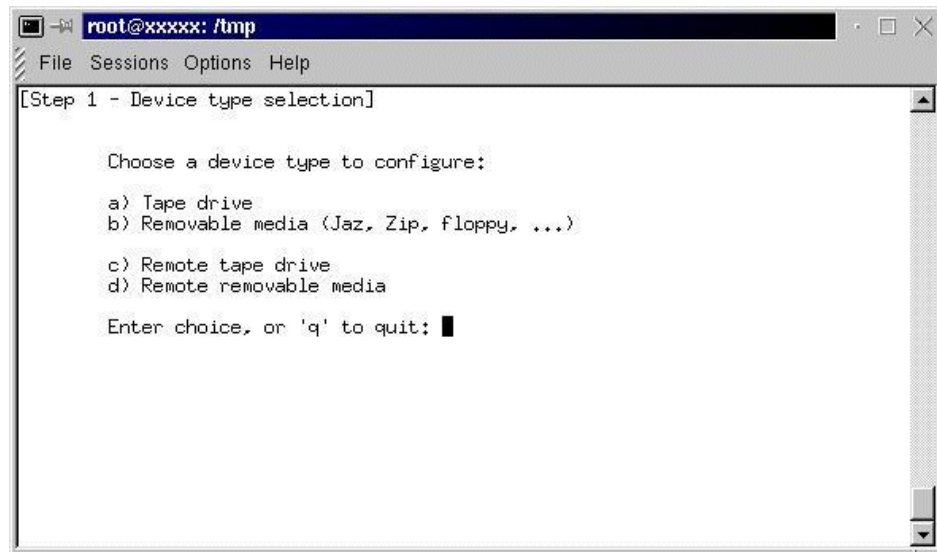 root@xxxxx: /tmp
File Sessions Options Help
[Step 1 - Device type selection]
Choose a device type to configure:
a) Tape drive
b) Removable media (Jaz, Zip, floppy, ...)
c) Remote tape drive
d) Remote removable media
Enter choice, or 'q' to quit: